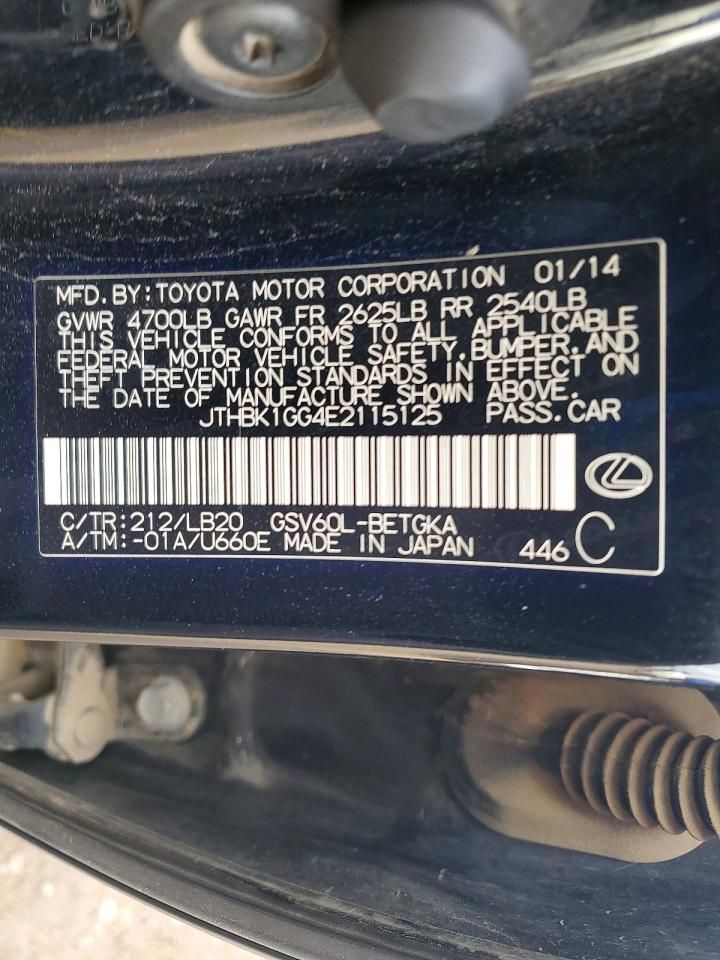 MFD. BY: TOYOTA MOTOR CORPORATION 01/14
GVWR 4700LB GAWR FR 2625LB RR 2540LB
THIS VEHICLE CONFORMS TO ALL APPLICABLE
FEDERAL MOTOR VEHICLE SAFETY, BUMPER, AND
THEFT PREVENTION STANDARDS IN EFFECT ON
THE DATE OF MANUFACTURE SHOWN ABOVE.
JTHBK1GG4E2115125 PASS.CAR
C/TR:212/LB20 GSV60L-BETGKA
A/TM:-01A/U660E MADE IN JAPAN 446 C